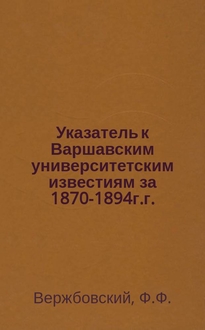 Указатель к
Варшавским
университетским
известиям за
1870-1894г.г.
Вержбовский, Ф.Ф.